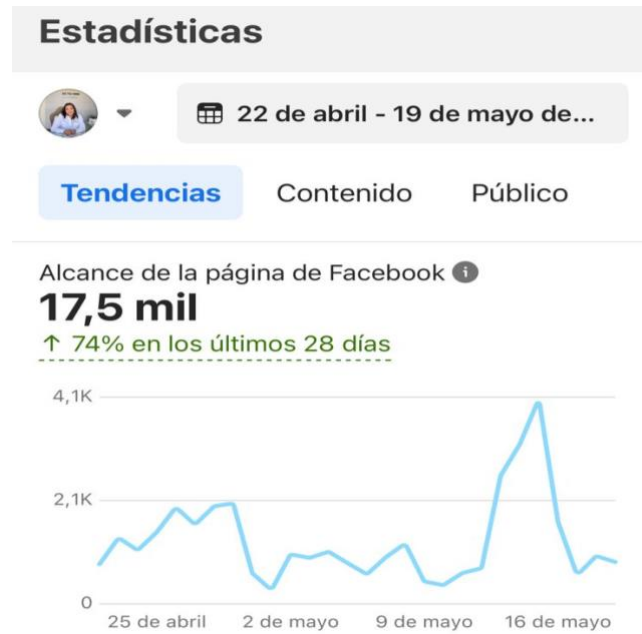 Estadísticas
22 de abril - 19 de mayo de...
Tendencias Contenido Público
Alcance de la página de Facebook
17,5 mil
↑ 74% en los últimos 28 días
4,1K
2,1K
0
25 de abril 2 de mayo 9 de mayo 16 de mayo